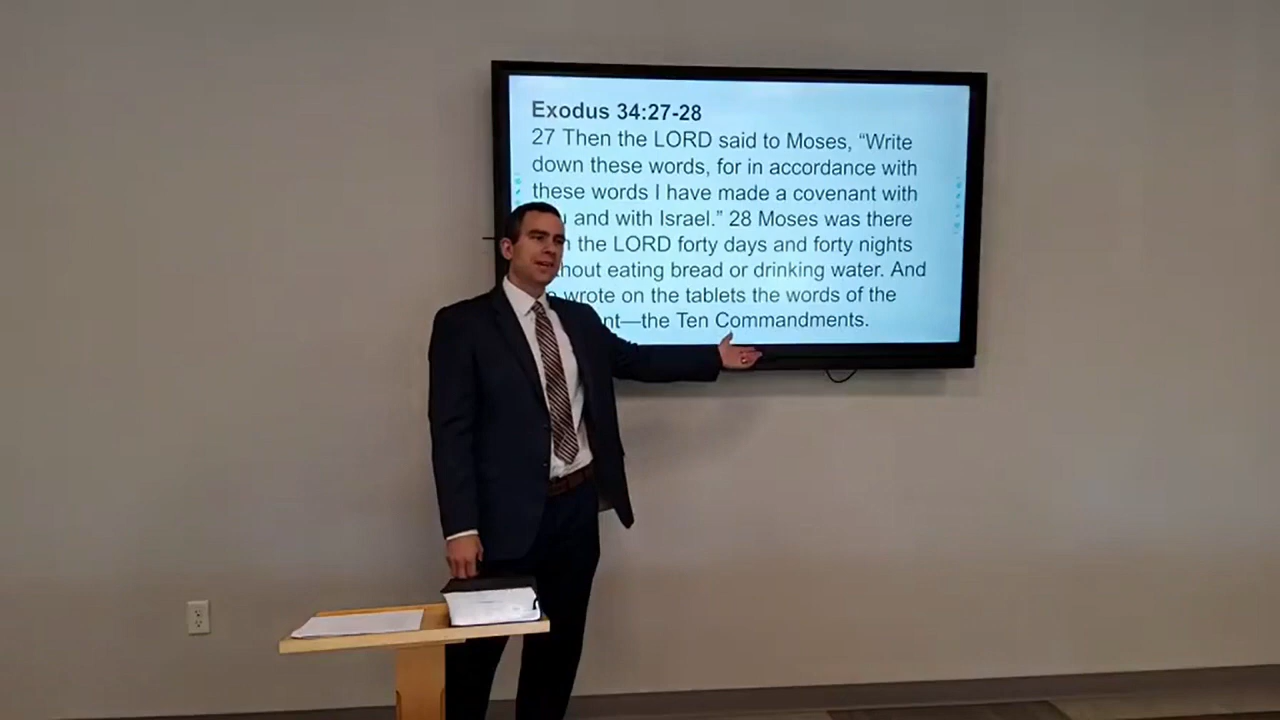 Exodus 34:27-28
27 Then the LORD said to Moses, “Write
down these words, for in accordance with
these words I have made a covenant with
and with Israel.” 28 Moses was there
the LORD forty days and forty nights
eating bread or drinking water. And
wrote on the tablets the words of the
—the Ten Commandments.